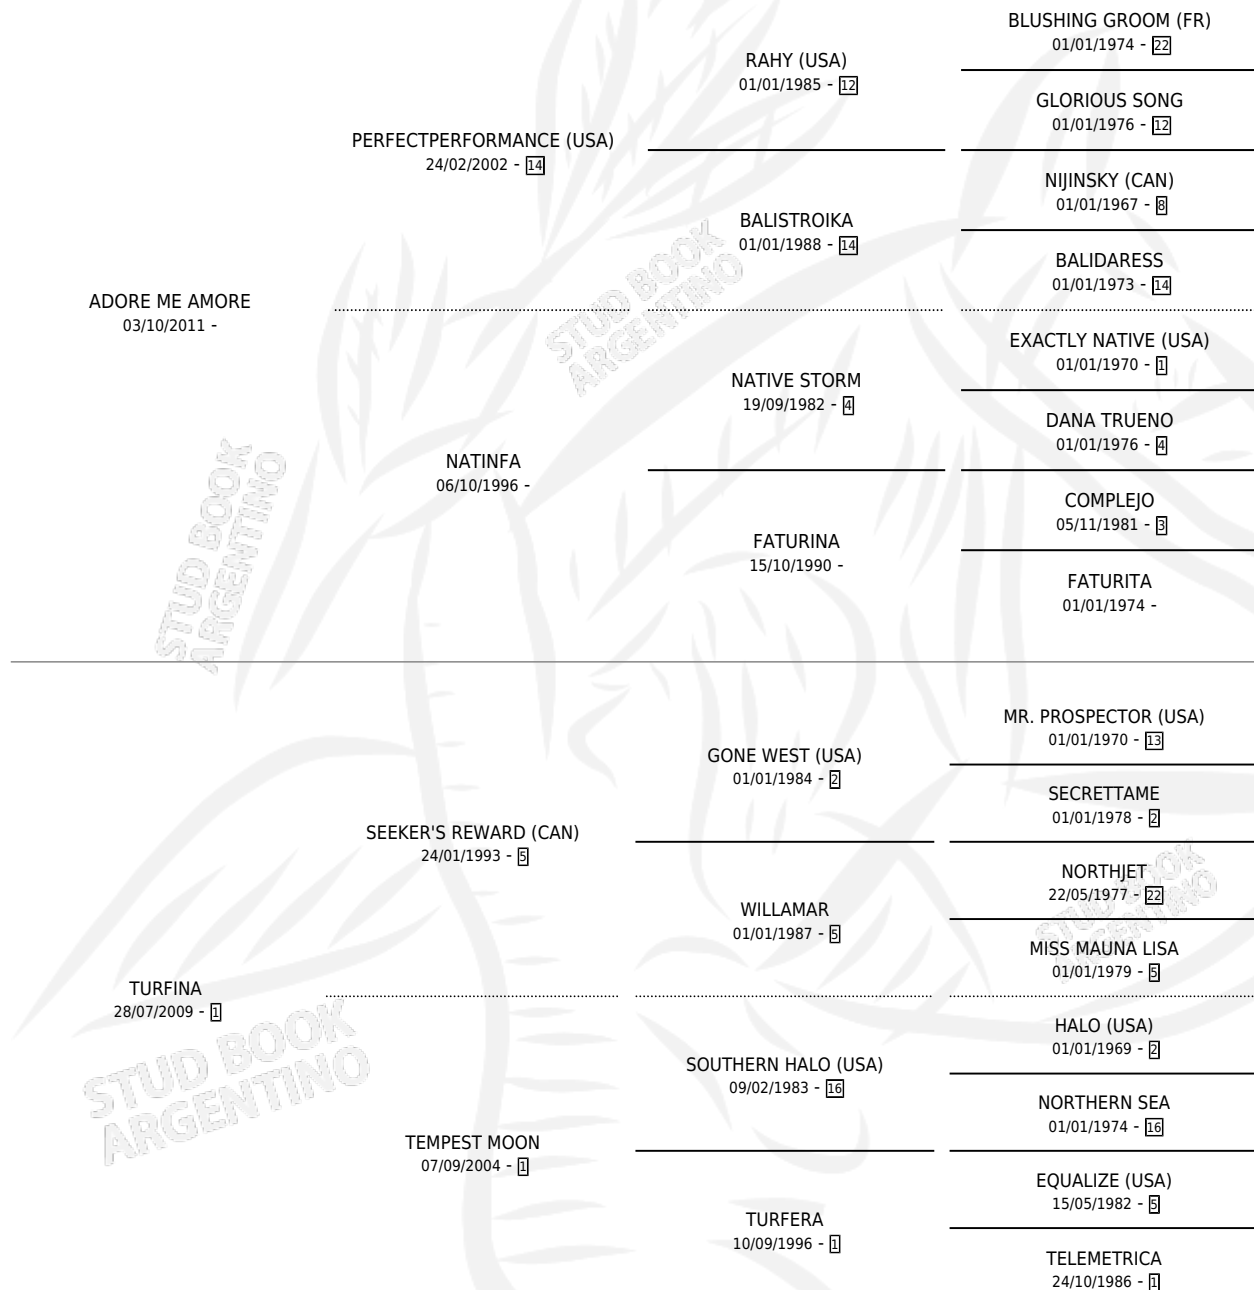 BLUSHING GROOM (FR)
01/01/1974 - 22
RAHY (USA)
01/01/1985 - 12
GLORIOUS SONG
01/01/1976 - 12
PERFECTPERFORMANCE (USA)
24/02/2002 - 14
NIJINSKY (CAN)
01/01/1967 - 8
BALISTROIKA
01/01/1988 - 14
BALIDARESS
01/01/1973 - 14
ADORE ME AMORE
03/10/2011 -
EXACTLY NATIVE (USA)
01/01/1970 - 1
NATIVE STORM
19/09/1982 - 4
DANA TRUENO
01/01/1976 - 4
NATINFA
06/10/1996 -
COMPLEJO
05/11/1981 - 3
FATURINA
15/10/1990 -
FATURITA
01/01/1974 -
STUD BOOK
ARGENTINO
STUD BOOK
ARGENTINO
MR. PROSPECTOR (USA)
01/01/1970 - 13
GONE WEST (USA)
01/01/1984 - 2
SECRETTAME
01/01/1978 - 2
SEEKER'S REWARD (CAN)
24/01/1993 - 5
NORTHJET
22/05/1977 - 22
WILLAMAR
01/01/1987 - 5
MISS MAUNA LISA
01/01/1979 - 5
TURFINA
28/07/2009 - 1
HALO (USA)
01/01/1969 - 2
SOUTHERN HALO (USA)
09/02/1983 - 16
NORTHERN SEA
01/01/1974 - 16
TEMPEST MOON
07/09/2004 - 1
EQUALIZE (USA)
15/05/1982 - 5
TURFERA
10/09/1996 - 1
TELEMETRICA
24/10/1986 - 1
STUD BOOK
ARGENTINO
STUD BOOK
ARGENTINO